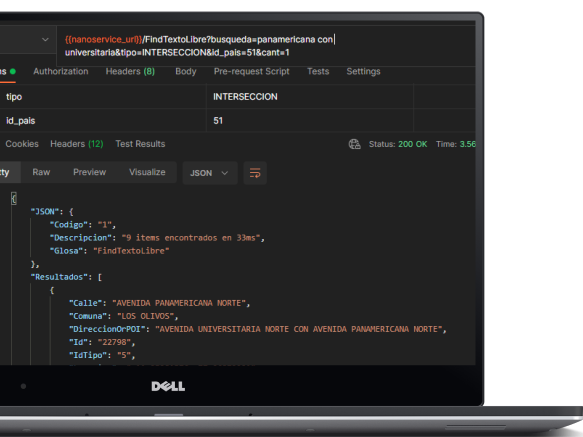 {{nanoservice_url}}/FindTextoLibre?busqueda=panamericana con
universitaria&tipo=INTERSECCION&id_pais=51&cant=1
Authorization Headers (8) Body Pre-request Script Tests Settings
tipo INTERSECCION
id_pais 51
Cookies Headers (12) Test Results Status: 200 OK Time: 3.56
Raw Preview Visualize JSON
{
"JSON": {
"Codigo": "1",
"Descripcion": "9 items encontrados en 33ms",
"Glosa": "FindTextoLibre"
},
"Resultados": [
{
"Calle": "AVENIDA PANAMERICANA NORTE",
"Comuna": "LOS OLIVOS",
"DireccionOrPOI": "AVENIDA UNIVERSITARIA NORTE CON AVENIDA PANAMERICANA NORTE",
"Id": "22798",
"IdTipo": "5",
DELL